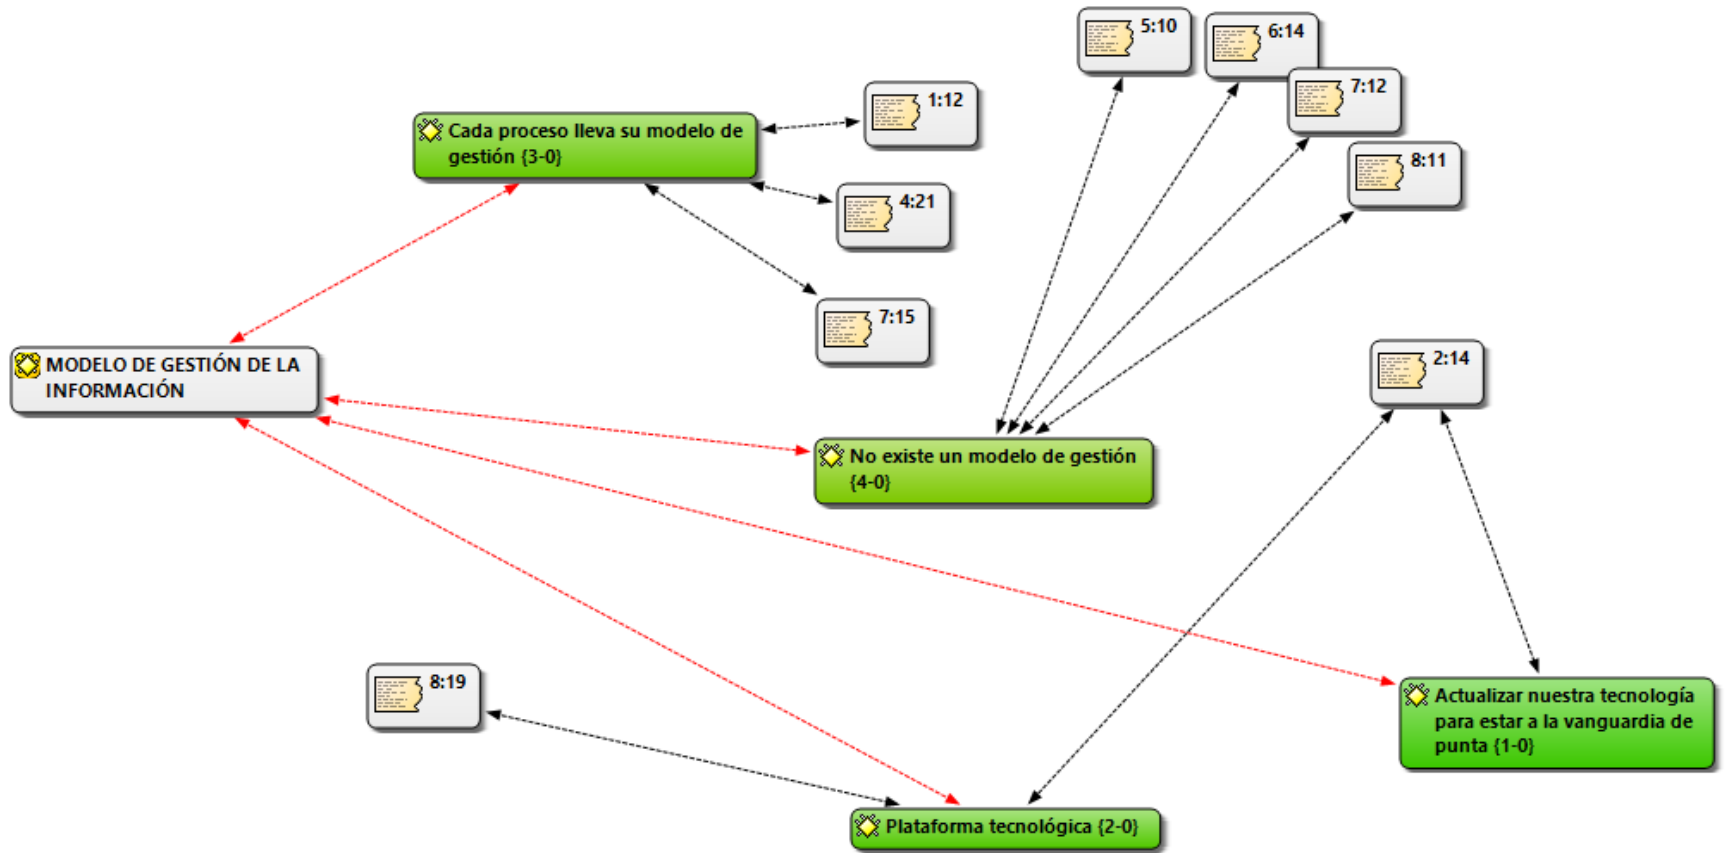 5:10
6:14
7:12
1:12
Cada proceso lleva su modelo de
gestión {3-0}
8:11
4:21
7:15
MODELO DE GESTIÓN DE LA
INFORMACIÓN
2:14
No existe un modelo de gestión
{4-0}
8:19
Actualizar nuestra tecnología
para estar a la vanguardia de
punta {1-0}
Plataforma tecnológica {2-0}